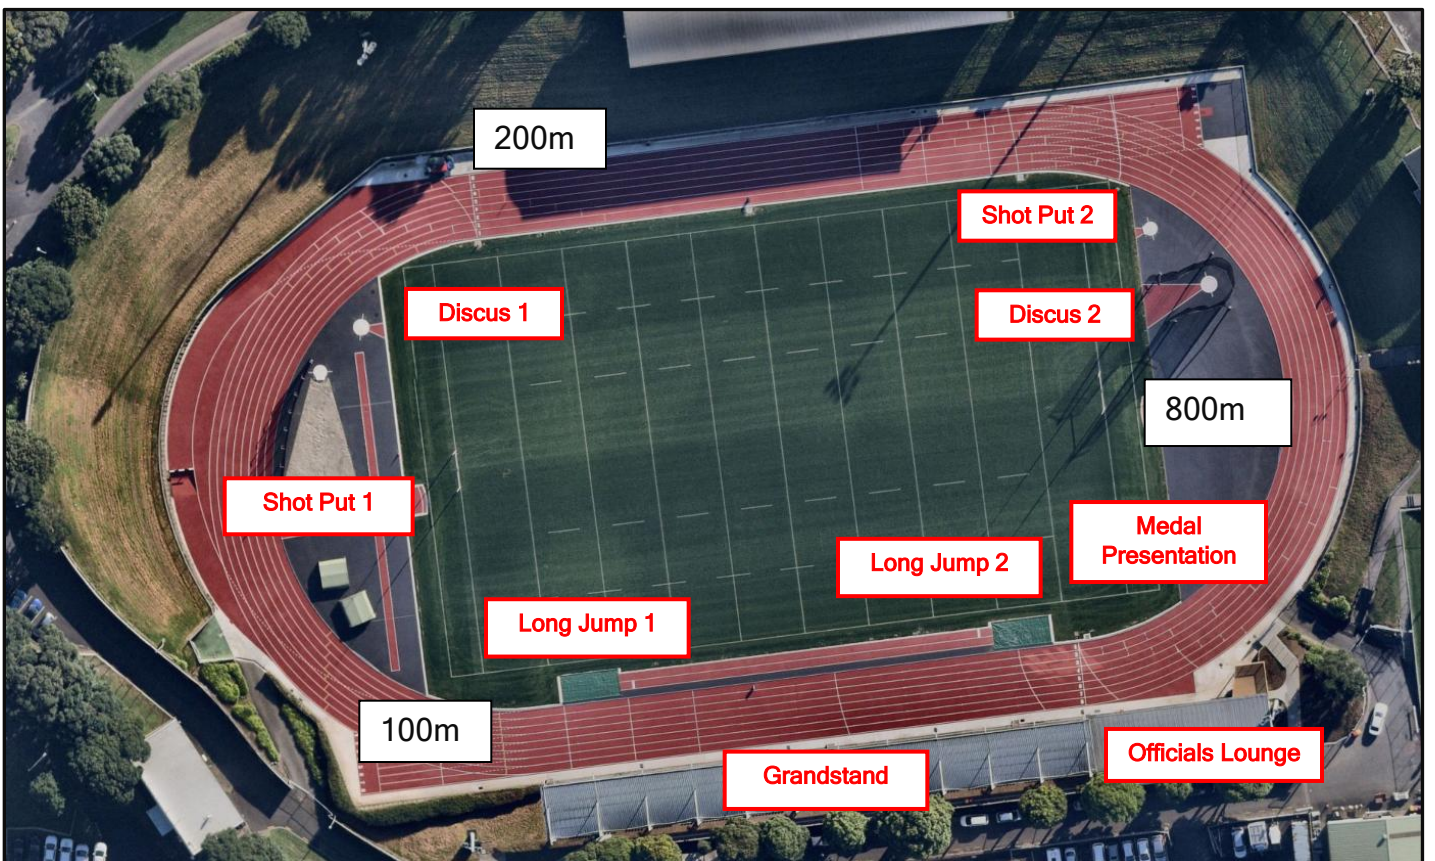 200m
Shot Put 2
Discus 1
Discus 2
800m
Shot Put 1
Medal
Presentation
Long Jump 2
Long Jump 1
100m
Officials Lounge
Grandstand